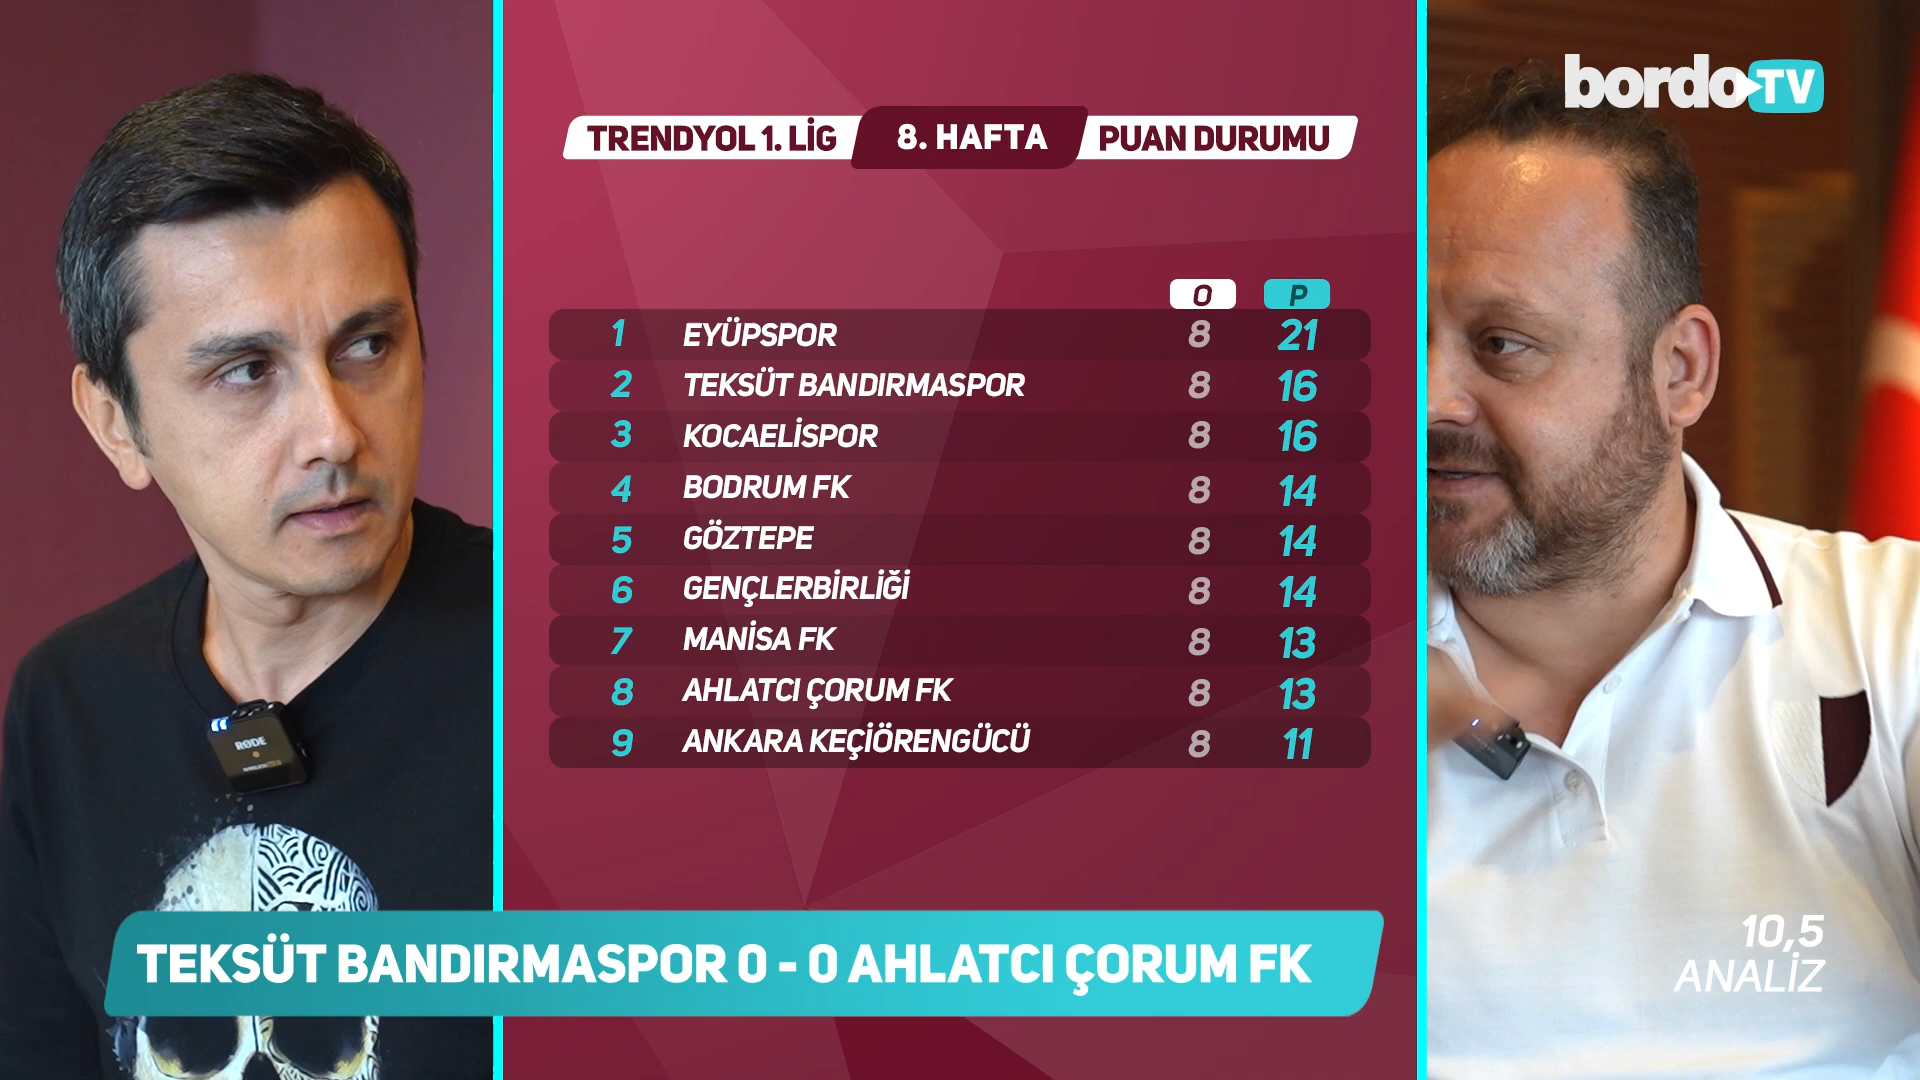 bordo TV
TRENDYOL 1. LİG 8. HAFTA PUAN DURUMU
O P
1 EYÜPSPOR 8 21
2 TEKSÜT BANDIRMASPOR 8 16
3 KOCAELİSPOR 8 16
4 BODRUM FK 8 14
5 GÖZTEPE 8 14
6 GENÇLERBİRLİĞİ 8 14
7 MANİSA FK 8 13
8 AHLATCI ÇORUM FK 8 13
9 ANKARA KEÇİÖRENGÜCÜ 8 11
RØDE
TEKSÜT BANDIRMASPOR 0 - 0 AHLATCI ÇORUM FK
10,5
ANALİZ